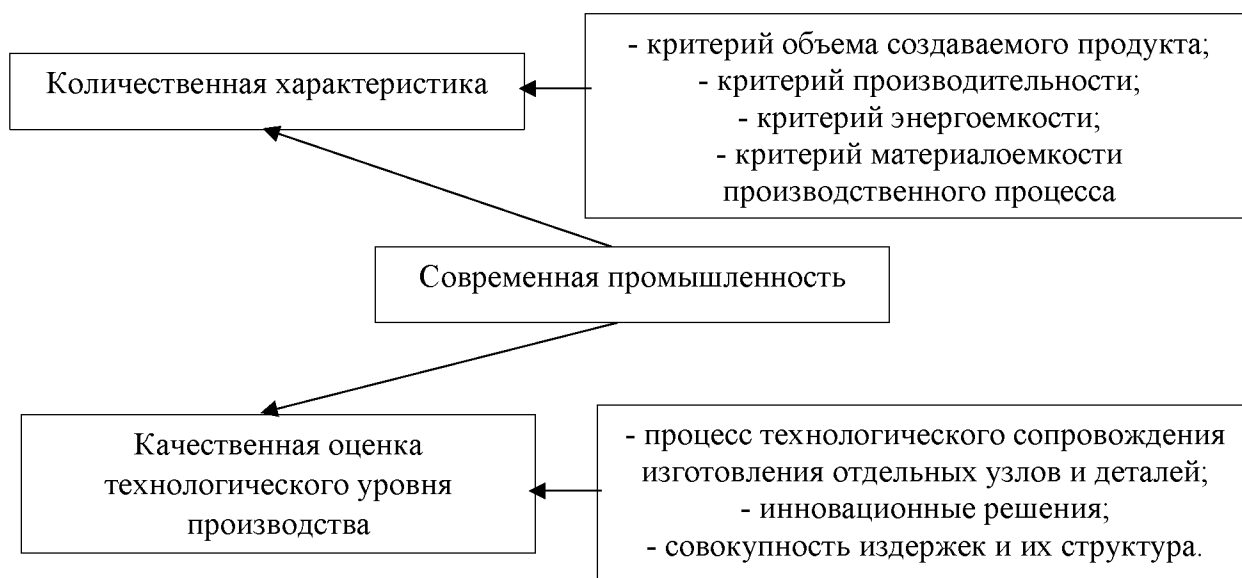 Количественная характеристика
- критерий объема создаваемого продукта;
- критерий производительности;
- критерий энергоемкости;
- критерий материалоемкости
производственного процесса
Современная промышленность
Качественная оценка
технологического уровня
производства
- процесс технологического сопровождения
изготовления отдельных узлов и деталей;
- инновационные решения;
- совокупность издержек и их структура.